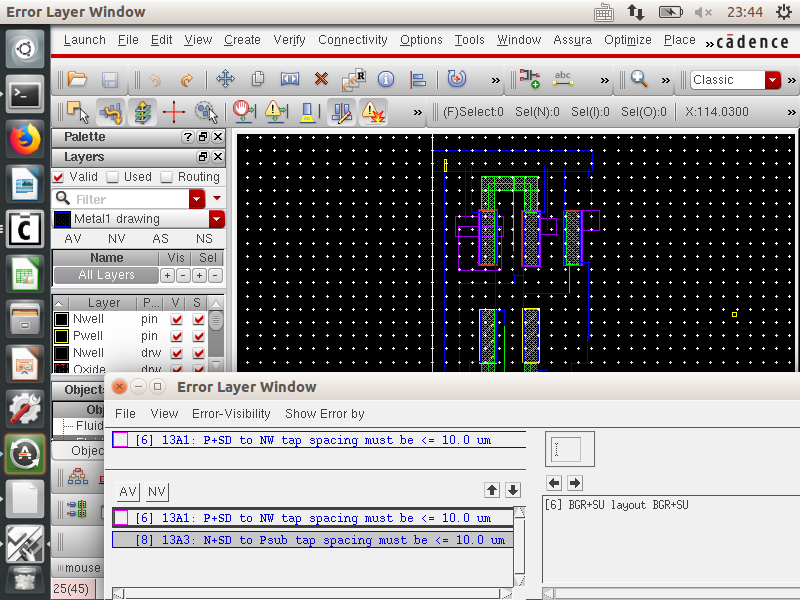 Error Layer Window
23:44
Launch File Edit View Create Verify Connectivity Options Tools Window Assura Optimize Place » cādence
R
» » » Classic »
abc
» (F)Select:0 Sel(N):0 Sel(I):0 Sel(O):0 X:114.0300 »
Palette
Layers
Valid Used Routing
Filter
Metal1 drawing
AV NV AS NS
Name Vis Sel
All Layers
Layer P... V S
Nwell pin
Pwell pin
Nwell drw
Oxide drw
Object
Obj
Fluid
Objec
mouse
25(45)
Error Layer Window
File View Error-Visibility Show Error by
[6] 13A1: P+SD to NW tap spacing must be <= 10.0 um
AV NV
[6] 13A1: P+SD to NW tap spacing must be <= 10.0 um
[8] 13A3: N+SD to Psub tap spacing must be <= 10.0 um
[6] BGR+SU layout BGR+SU